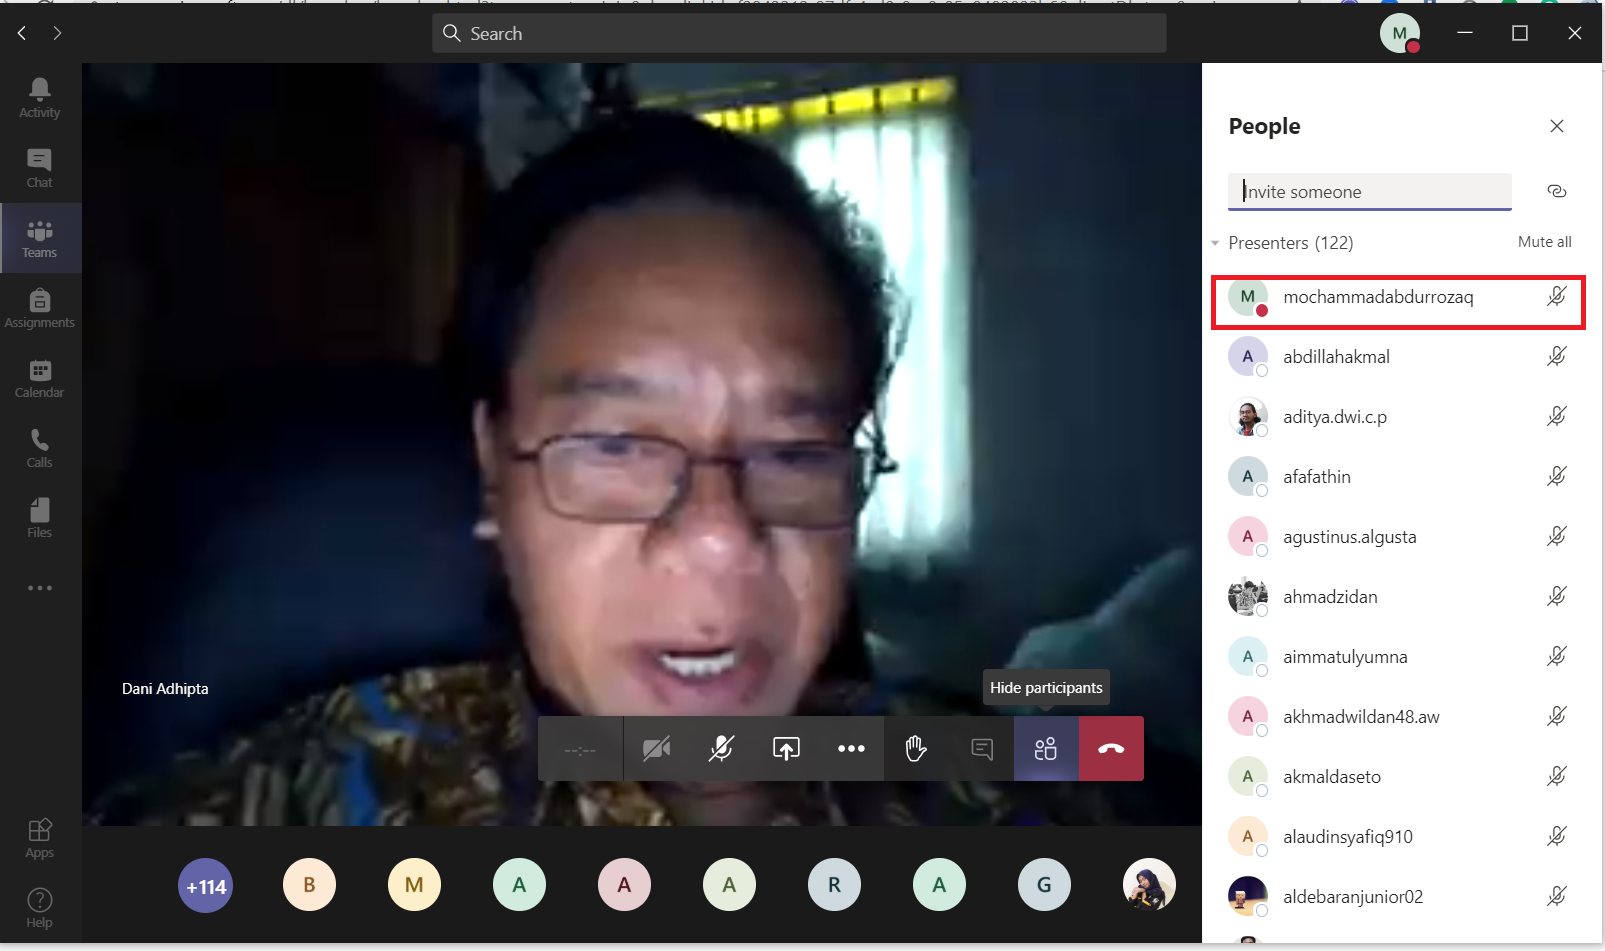 Search
M
Activity
Chat
Teams
Assignments
Calendar
Calls
Files
Apps
Help
Dani Adhipta
Hide participants
--:--
+114
B
M
A
A
A
R
A
G
People
Invite someone
Presenters (122)
Mute all
M mochammadabdurrozaq
A abdillahakmal
aditya.dwi.c.p
A afafathin
A agustinus.algusta
ahmadzidan
A aimmatulyumna
A akhmadwildan48.aw
A akmaldaseto
A alaudinsyafiq910
aldebaranjunior02